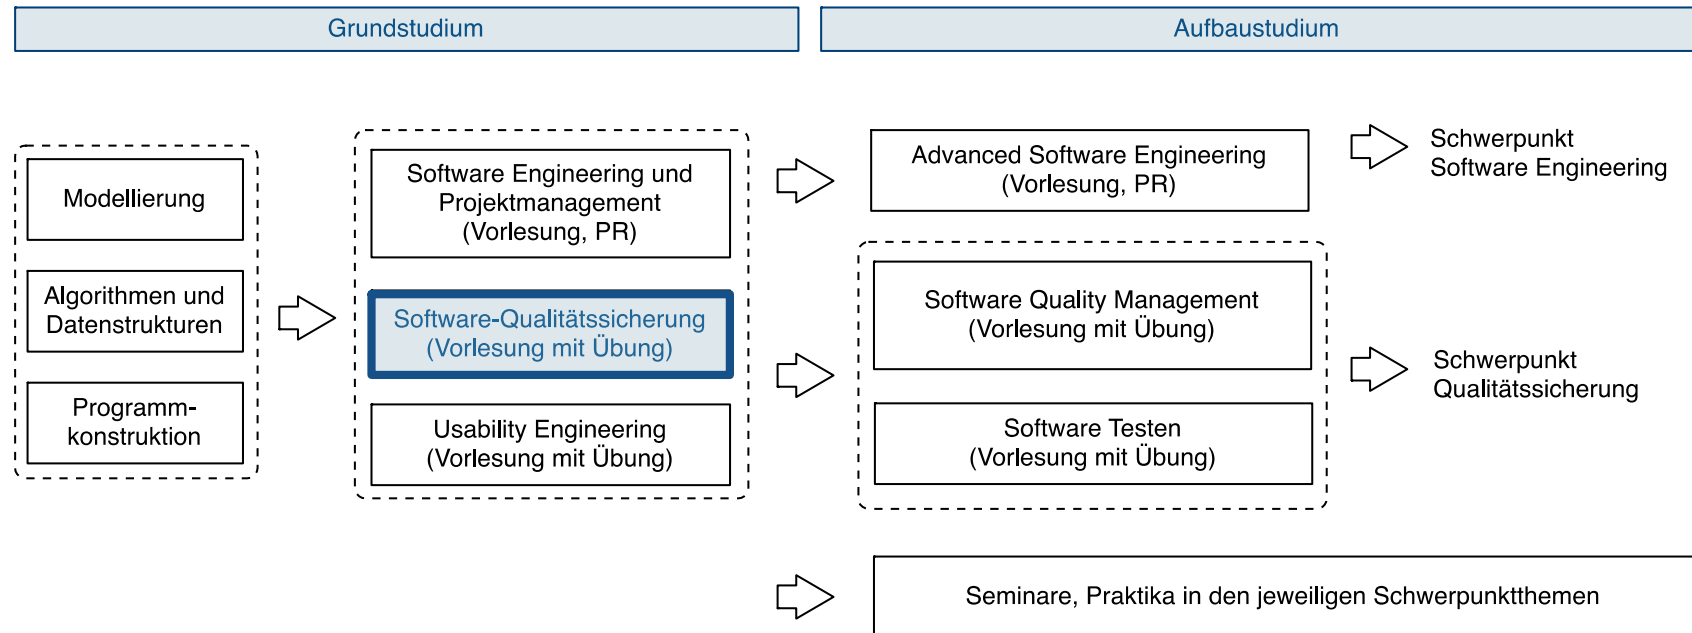 Grundstudium
Aufbaustudium
Modellierung
Algorithmen und
Datenstrukturen
Programm-
konstruktion
Software Engineering und
Projektmanagement
(Vorlesung, PR)
Software-Qualitätssicherung
(Vorlesung mit Übung)
Usability Engineering
(Vorlesung mit Übung)
Advanced Software Engineering
(Vorlesung, PR)
Software Quality Management
(Vorlesung mit Übung)
Software Testen
(Vorlesung mit Übung)
Schwerpunkt
Software Engineering
Schwerpunkt
Qualitätssicherung
Seminare, Praktika in den jeweiligen Schwerpunktthemen